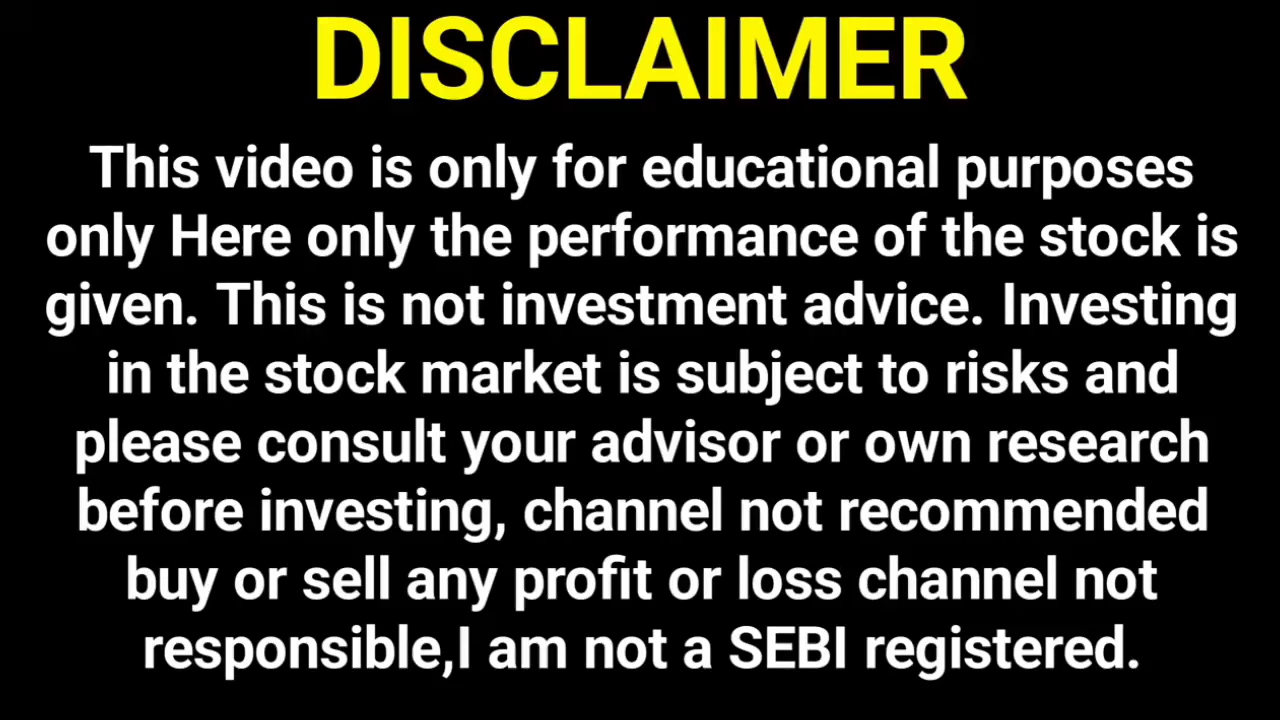 DISCLAIMER
This video is only for educational purposes
only Here only the performance of the stock is
given. This is not investment advice. Investing
in the stock market is subject to risks and
please consult your advisor or own research
before investing, channel not recommended
buy or sell any profit or loss channel not
responsible,I am not a SEBI registered.